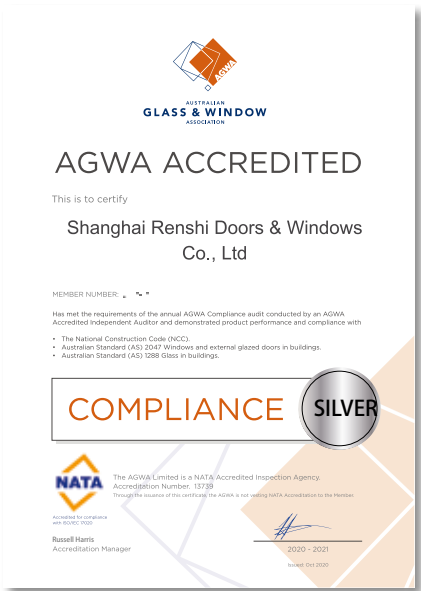 AGWA
AUSTRALIAN
GLASS & WINDOW
ASSOCIATION
AGWA ACCREDITED
This is to certify
Shanghai Renshi Doors & Windows
Co., Ltd
MEMBER NUMBER:
Has met the requirements of the annual AGWA Compliance audit conducted by an AGWA
Accredited Independent Auditor and demonstrated product performance and compliance with
• The National Construction Code (NCC).
• Australian Standard (AS) 2047 Windows and external glazed doors in buildings.
• Australian Standard (AS) 1288 Glass in buildings.
COMPLIANCE
SILVER
NATA
The AGWA Limited is a NATA Accredited Inspection Agency.
Accreditation Number. 13739
Through the issuance of this certificate, the AGWA is not vesting NATA Accreditation to the Member.
Accredited for compliance
with ISO/IEC 17020
Russell Harris
Accreditation Manager
2020 - 2021
Issued: Oct 2020